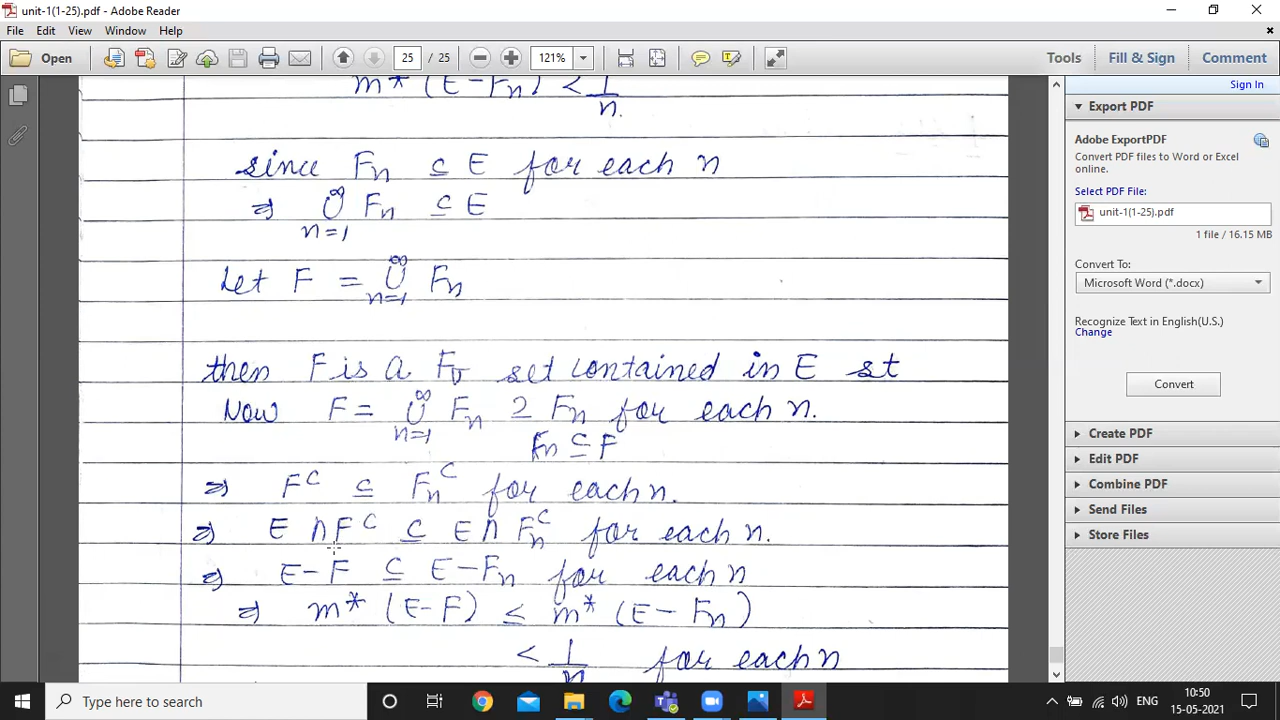 unit-1(1-25).pdf - Adobe Reader
File Edit View Window Help
Open 25 / 25 121% Tools Fill & Sign Comment
m* (E-Fn) < 1/n.
since Fn ⊆ E for each n
⇒ ∞∪n=1 Fn ⊆ E
Let F = ∞∪n=1 Fn
then F is a Fσ set contained in E st
Now F = ∞∪n=1 Fn ⊇ Fn for each n.
Fn ⊆ F
⇒ F^C ⊆ Fn^C for each n.
⇒ E ∩ F^C ⊆ E ∩ Fn^C for each n.
⇒ E-F ⊆ E-Fn for each n
⇒ m* (E-F) ≤ m* (E-Fn)
< 1/n for each n
Sign In
Export PDF
Adobe ExportPDF
Convert PDF files to Word or Excel
online.
Select PDF File:
unit-1(1-25).pdf
1 file / 16.15 MB
Convert To:
Microsoft Word (*.docx)
Recognize Text in English(U.S.)
Change
Convert
Create PDF
Edit PDF
Combine PDF
Send Files
Store Files
Type here to search
10:50
15-05-2021